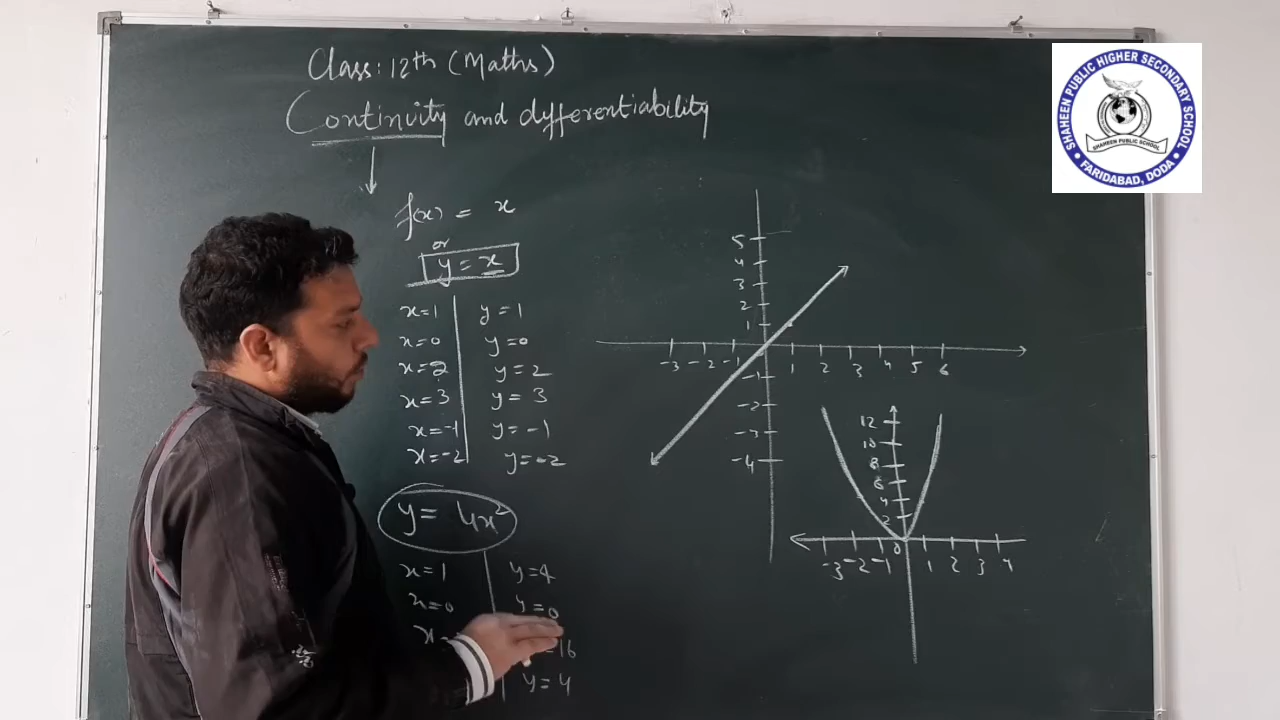 Class: 12th (Maths)
Continuity and differentiability
f(x) = x
or
y = x
x=1 y=1
x=0 y=0
x=2 y=2
x=3 y=3
x=-1 y=-1
x=-2 y=-2
y= 4x²
x=1 y=4
x=0 y=0
x= =16
y=4
5
4
3
2
1
-3 -2 -1 1 2 3 4 5 6
-1
-2
-3
-4
12
10
8
6
4
2
0
-3 -2 -1 1 2 3 4
SHAHEEN PUBLIC HIGHER SECONDARY SCHOOL
SHAHEEN PUBLIC SCHOOL
FARIDABAD, DODA